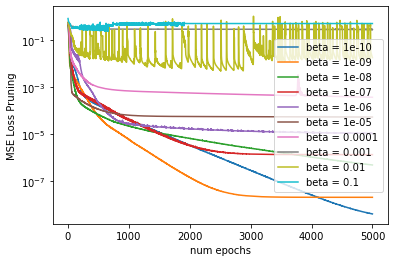 MSE Loss Pruning
10⁻¹
10⁻³
10⁻⁵
10⁻⁷
beta = 1e-10
beta = 1e-09
beta = 1e-08
beta = 1e-07
beta = 1e-06
beta = 1e-05
beta = 0.0001
beta = 0.001
beta = 0.01
beta = 0.1
0 1000 2000 3000 4000 5000
num epochs